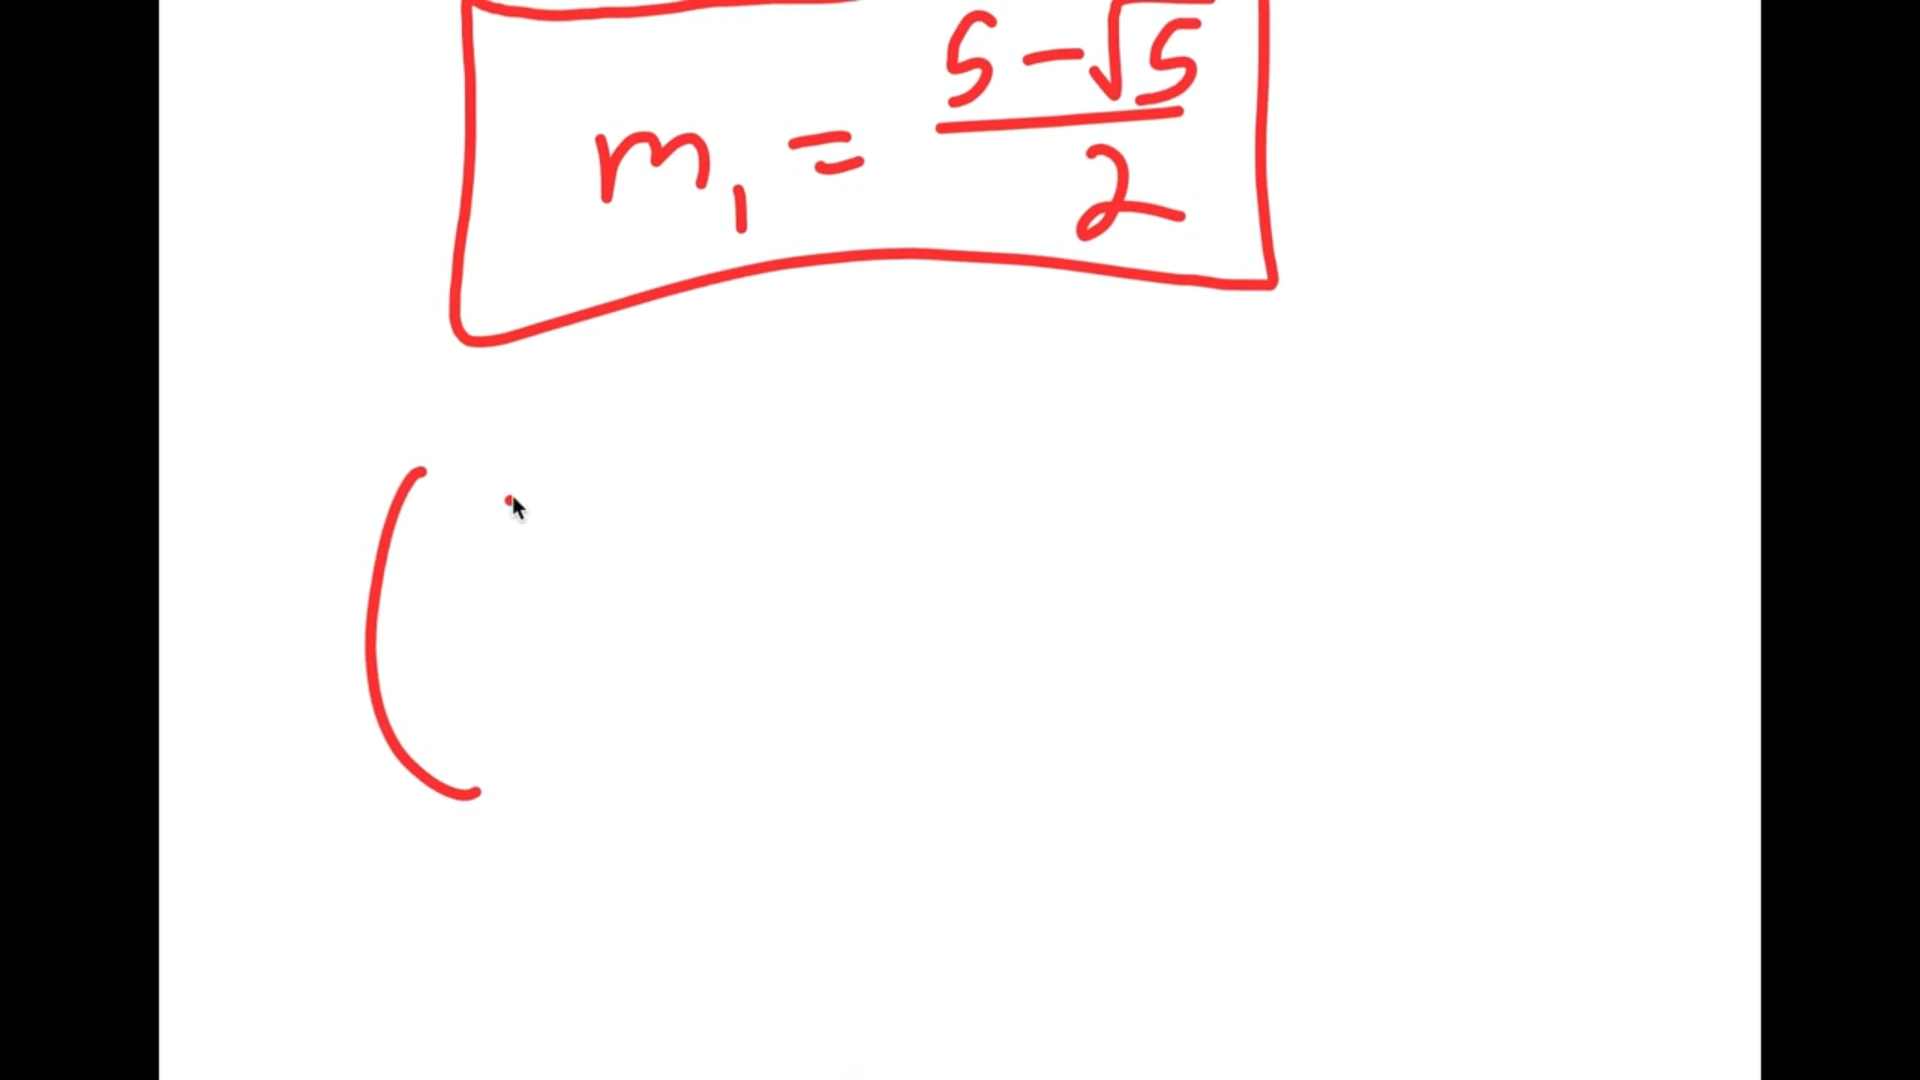 m₁ = (5 − √5) / 2
(